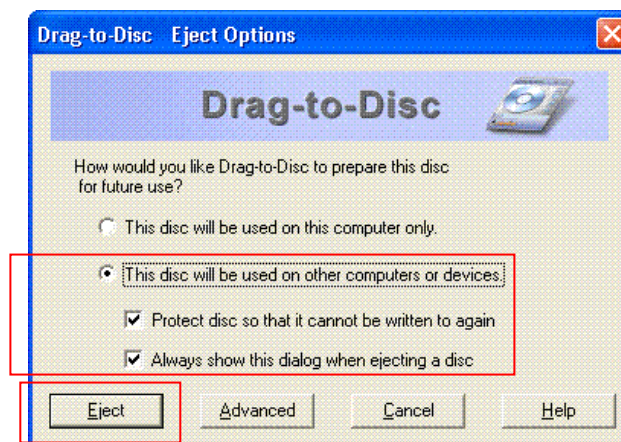 Drag-to-Disc Eject Options
Drag-to-Disc
How would you like Drag-to-Disc to prepare this disc
for future use?
This disc will be used on this computer only.
This disc will be used on other computers or devices.
Protect disc so that it cannot be written to again
Always show this dialog when ejecting a disc
Eject Advanced Cancel Help